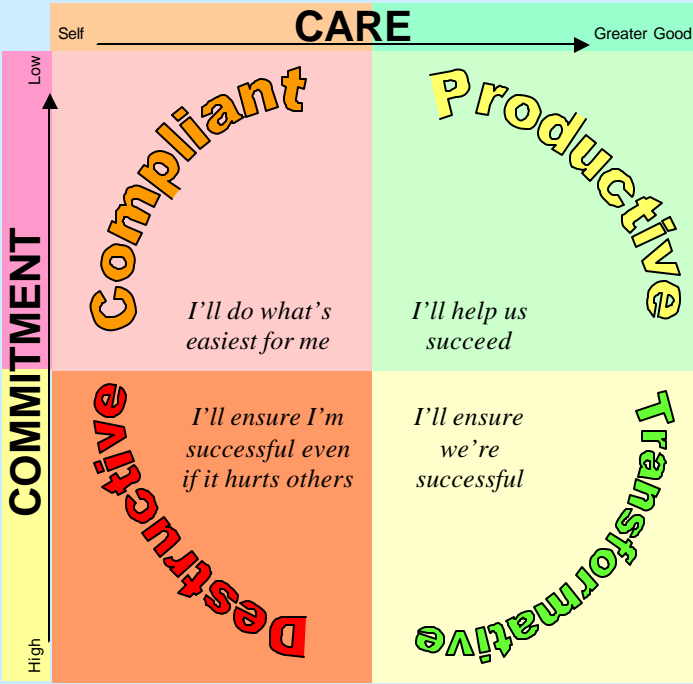 CARE
Self
Greater Good
Low
COMMITMENT
High
Compliant
I'll do what's
easiest for me
Productive
I'll help us
succeed
Destructive
I'll ensure I'm
successful even
if it hurts others
Transformative
I'll ensure
we're
successful